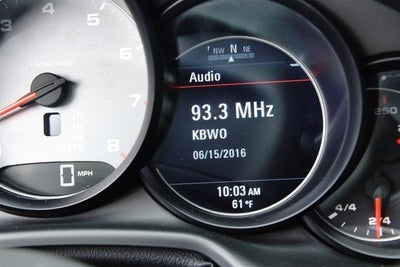 NW N NE
Audio
93.3 MHz
KBWO
06/15/2016
10:03 AM
61°F
4
5
6
7
8
0 MPH
250
4/4
2/4